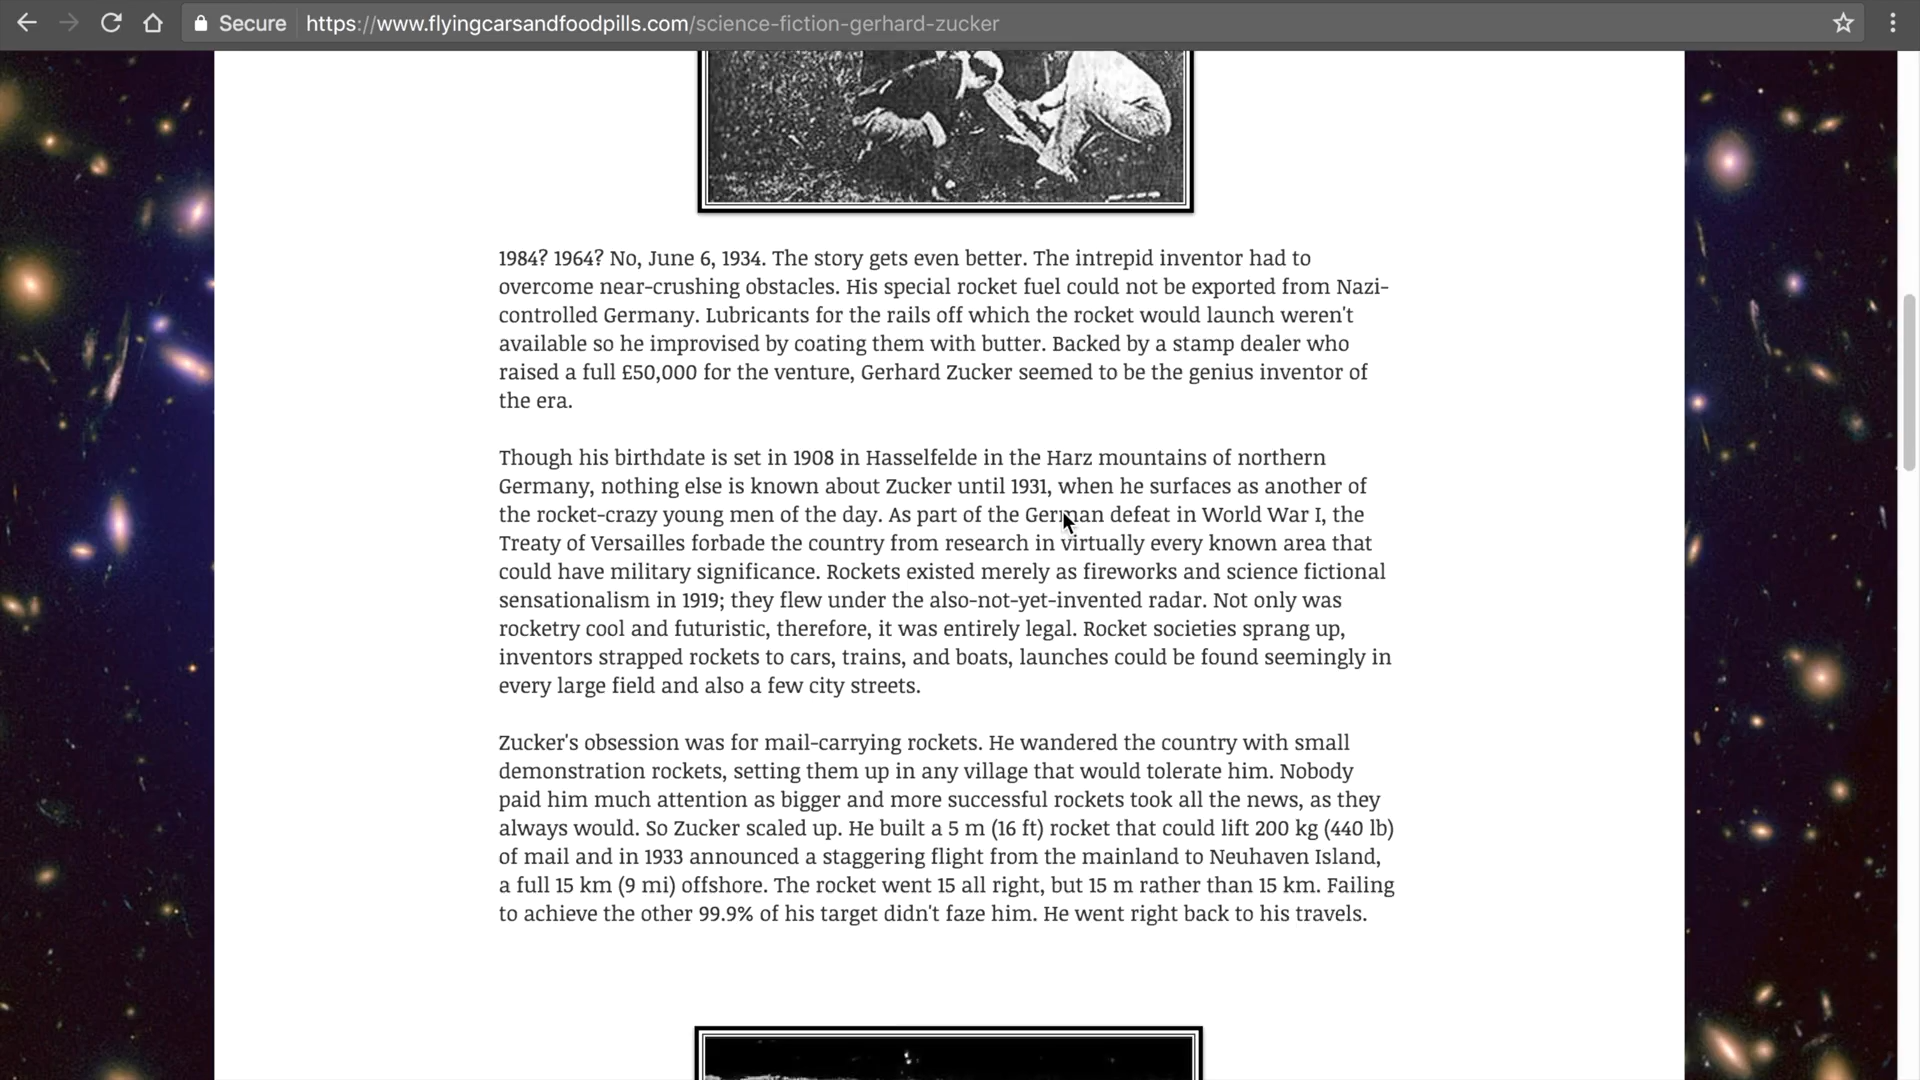 Secure https://www.flyingcarsandfoodpills.com/science-fiction-gerhard-zucker
1984? 1964? No, June 6, 1934. The story gets even better. The intrepid inventor had to
overcome near-crushing obstacles. His special rocket fuel could not be exported from Nazi-
controlled Germany. Lubricants for the rails off which the rocket would launch weren't
available so he improvised by coating them with butter. Backed by a stamp dealer who
raised a full £50,000 for the venture, Gerhard Zucker seemed to be the genius inventor of
the era.
Though his birthdate is set in 1908 in Hasselfelde in the Harz mountains of northern
Germany, nothing else is known about Zucker until 1931, when he surfaces as another of
the rocket-crazy young men of the day. As part of the German defeat in World War I, the
Treaty of Versailles forbade the country from research in virtually every known area that
could have military significance. Rockets existed merely as fireworks and science fictional
sensationalism in 1919; they flew under the also-not-yet-invented radar. Not only was
rocketry cool and futuristic, therefore, it was entirely legal. Rocket societies sprang up,
inventors strapped rockets to cars, trains, and boats, launches could be found seemingly in
every large field and also a few city streets.
Zucker's obsession was for mail-carrying rockets. He wandered the country with small
demonstration rockets, setting them up in any village that would tolerate him. Nobody
paid him much attention as bigger and more successful rockets took all the news, as they
always would. So Zucker scaled up. He built a 5 m (16 ft) rocket that could lift 200 kg (440 lb)
of mail and in 1933 announced a staggering flight from the mainland to Neuhaven Island,
a full 15 km (9 mi) offshore. The rocket went 15 all right, but 15 m rather than 15 km. Failing
to achieve the other 99.9% of his target didn't faze him. He went right back to his travels.